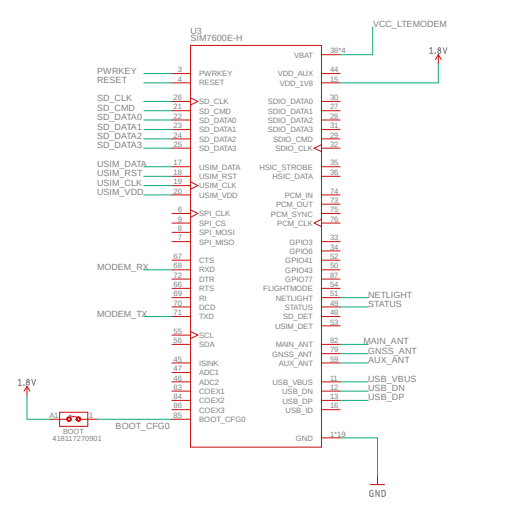 U3
SIM7600E-H
VCC_LTEMODEM
1.8V
VBAT 38*4
VDD_AUX 44
VDD_1V8 15
PWRKEY 3 PWRKEY
RESET 4 RESET
SD_CLK 26 SD_CLK
SD_CMD 21 SD_CMD
SD_DATA0 22 SD_DATA0
SD_DATA1 23 SD_DATA1
SD_DATA2 24 SD_DATA2
SD_DATA3 25 SD_DATA3
SDIO_DATA0 30
SDIO_DATA1 27
SDIO_DATA2 28
SDIO_DATA3 31
SDIO_CMD 29
SDIO_CLK 32
USIM_DATA 17 USIM_DATA
USIM_RST 18 USIM_RST
USIM_CLK 19 USIM_CLK
USIM_VDD 20 USIM_VDD
HSIC_STROBE 35
HSIC_DATA 36
PCM_IN 74
PCM_OUT 73
PCM_SYNC 75
PCM_CLK 76
6 SPI_CLK
9 SPI_CS
8 SPI_MOSI
7 SPI_MISO
GPIO3 33
GPIO6 34
GPIO41 52
GPIO43 50
GPIO77 87
FLIGHTMODE 54
NETLIGHT 51 NETLIGHT
STATUS 49 STATUS
SD_DET 48
USIM_DET 53
67 CTS
MODEM_RX 68 RXD
72 DTR
66 RTS
69 RI
70 DCD
MODEM_TX 71 TXD
55 SCL
56 SDA
MAIN_ANT 82 MAIN_ANT
GNSS_ANT 79 GNSS_ANT
AUX_ANT 59 AUX_ANT
45 ISINK
47 ADC1
46 ADC2
83 COEX1
84 COEX2
86 COEX3
85 BOOT_CFG0
USB_VBUS 11 USB_VBUS
USB_DN 12 USB_DN
USB_DP 13 USB_DP
USB_ID 16
1.8V
A1 1
BOOT
418117270901
BOOT_CFG0
GND 1*19
GND